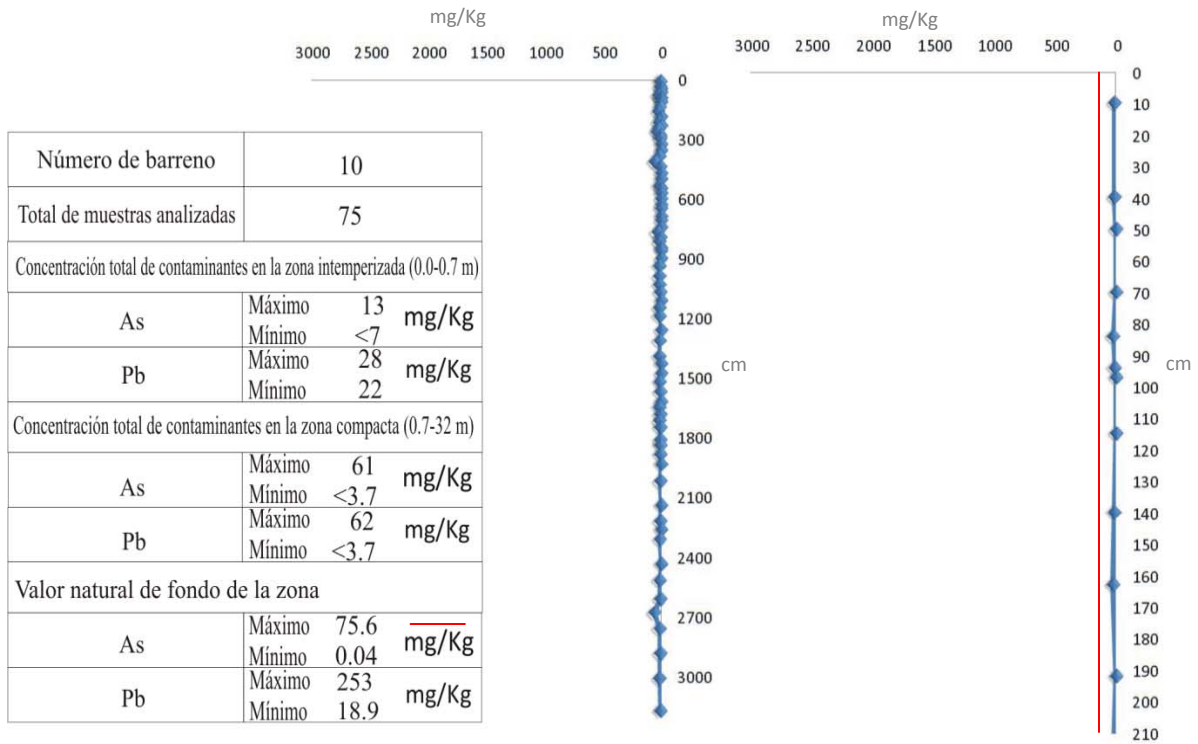 mg/Kg
3000 2500 2000 1500 1000 500 0
0
300
600
900
1200
1500
1800
2100
2400
2700
3000
cm
mg/Kg
3000 2500 2000 1500 1000 500 0
0
10
20
30
40
50
60
70
80
90
100
110
120
130
140
150
160
170
180
190
200
210
cm
Número de barreno 10
Total de muestras analizadas 75
Concentración total de contaminantes en la zona intemperizada (0.0-0.7 m)
As Máximo 13 mg/Kg
Mínimo <7
Pb Máximo 28 mg/Kg
Mínimo 22
Concentración total de contaminantes en la zona compacta (0.7-32 m)
As Máximo 61 mg/Kg
Mínimo <3.7
Pb Máximo 62 mg/Kg
Mínimo <3.7
Valor natural de fondo de la zona
As Máximo 75.6 mg/Kg
Mínimo 0.04
Pb Máximo 253 mg/Kg
Mínimo 18.9